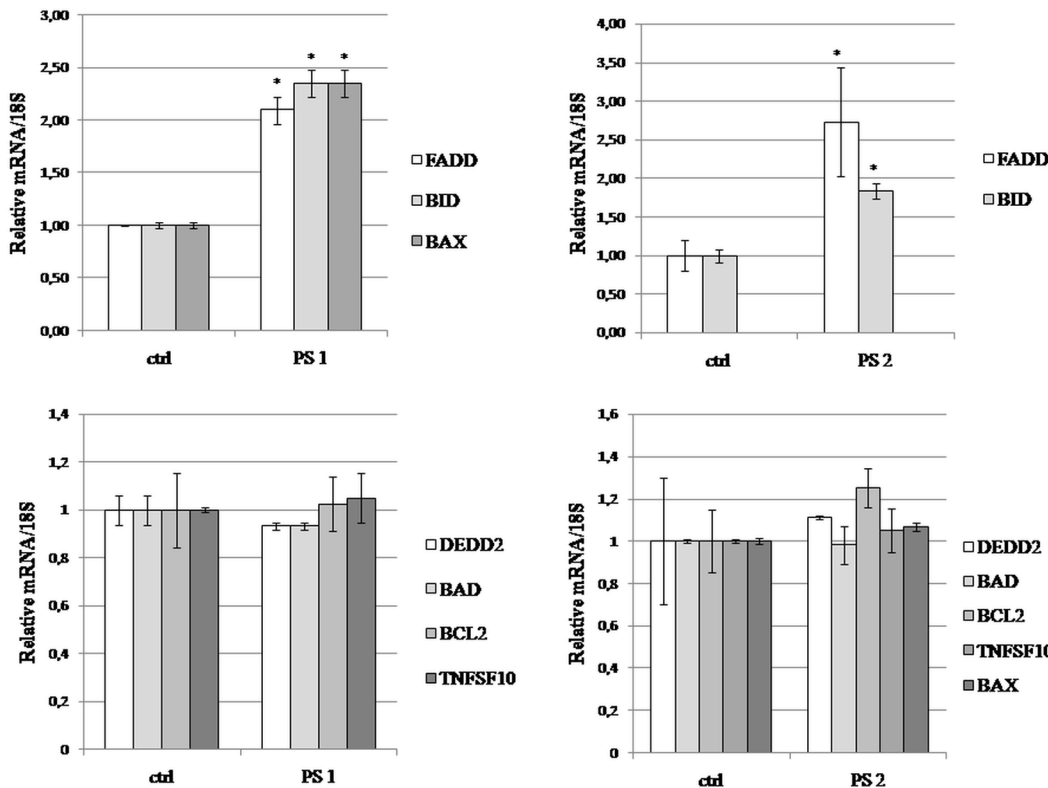 Relative mRNA/18S
3,00
2,50
2,00
1,50
1,00
0,50
0,00
* * *
ctrl PS 1
FADD
BID
BAX
Relative mRNA/18S
4,00
3,50
3,00
2,50
2,00
1,50
1,00
0,50
0,00
*
*
ctrl PS 2
FADD
BID
Relative mRNA/18S
1,4
1,2
1
0,8
0,6
0,4
0,2
0
ctrl PS 1
DEDD2
BAD
BCL2
TNFSF10
Relative mRNA/18S
1,6
1,4
1,2
1
0,8
0,6
0,4
0,2
0
ctrl PS 2
DEDD2
BAD
BCL2
TNFSF10
BAX